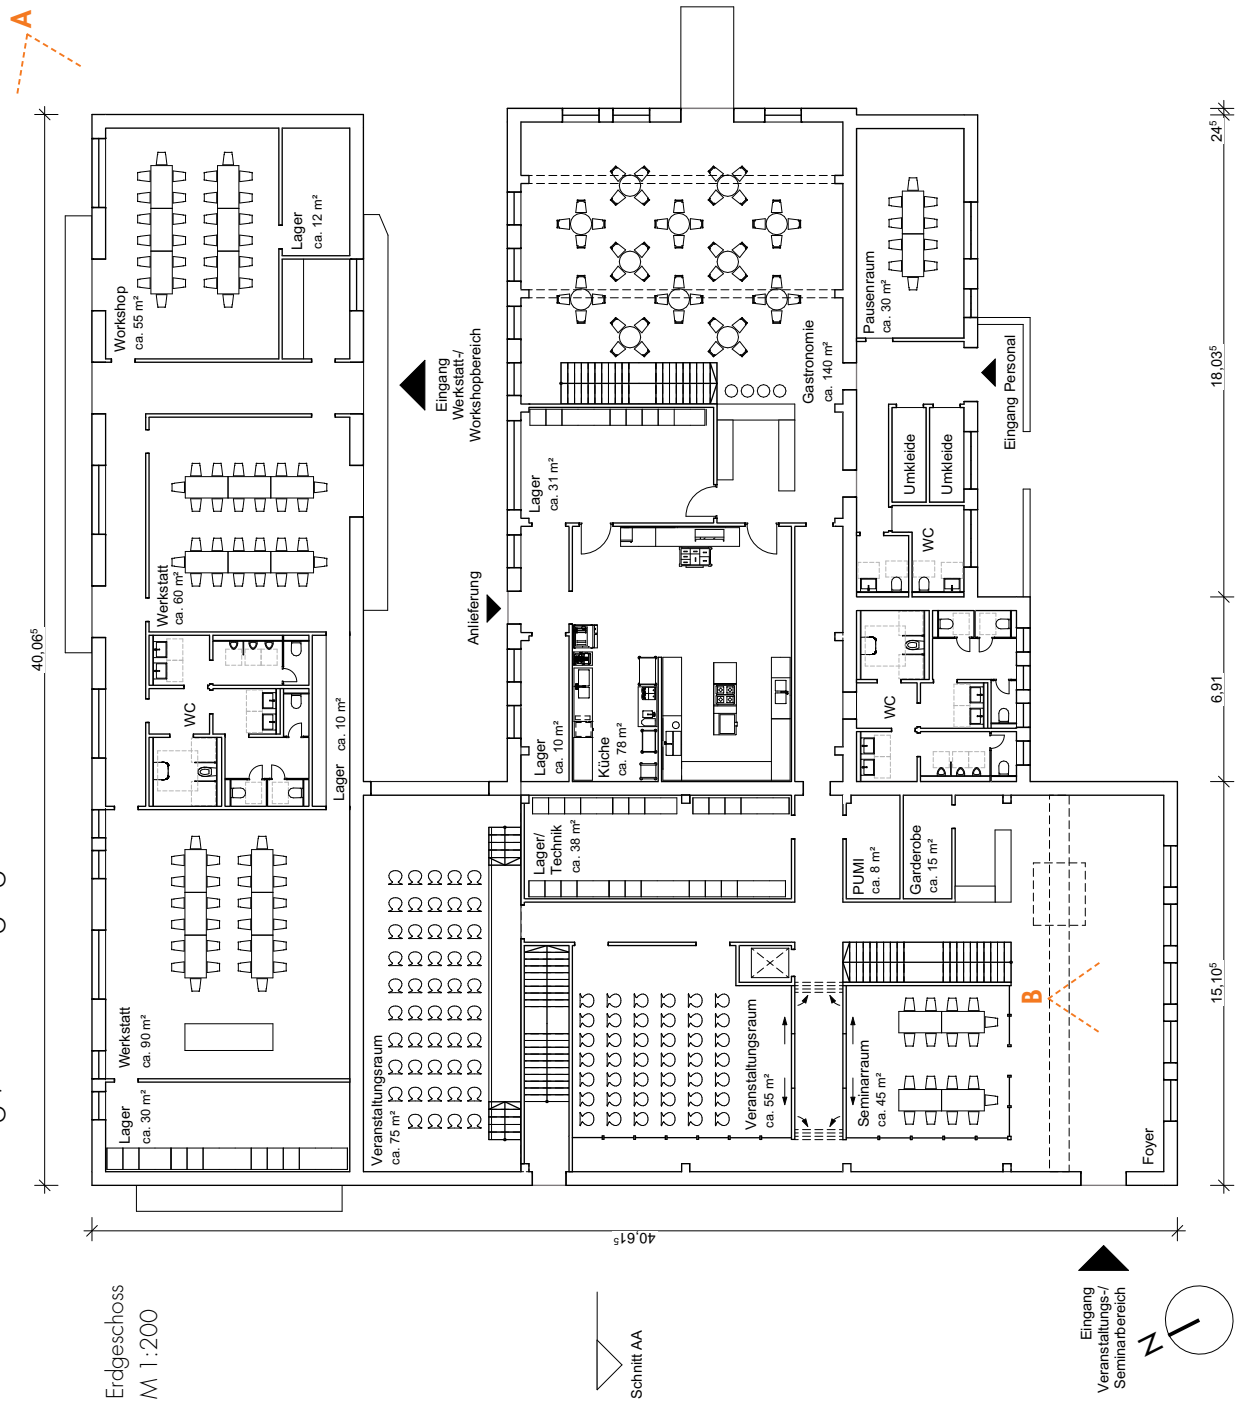 A
40,06⁵
Workshop
ca. 55 m²
Lager
ca. 12 m²
Werkstatt
ca. 60 m²
WC
Lager ca. 10 m²
Werkstatt
ca. 90 m²
Lager
ca. 30 m²
Eingang
Werkstatt-/
Workshopbereich
Anlieferung
Veranstaltungsraum
ca. 75 m²
Gastronomie
ca. 140 m²
Lager
ca. 31 m²
Lager
ca. 10 m²
Küche
ca. 78 m²
Lager/
Technik
ca. 38 m²
Veranstaltungsraum
ca. 55 m²
Seminarraum
ca. 45 m²
Pausenraum
ca. 30 m²
Umkleide
Umkleide
WC
Eingang Personal
WC
PUMI
ca. 8 m²
Garderobe
ca. 15 m²
B
Foyer
24⁵
18,03⁵
6,91
15,10⁵
40,61⁵
Erdgeschoss
M 1:200
Schnitt AA
Eingang
Veranstaltungs-/
Seminarbereich
N